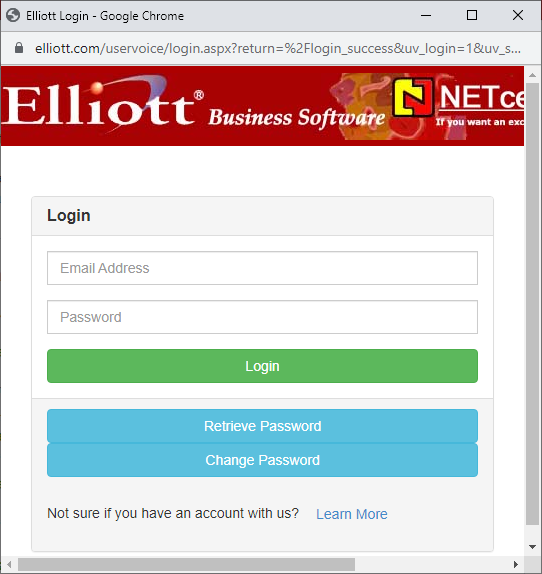 Elliott Login - Google Chrome
elliott.com/uservoice/login.aspx?return=%2Flogin_success&uv_login=1&uv_s...
Elliott® Business Software NETce
If you want an exc
Login
Email Address
Password
Login
Retrieve Password
Change Password
Not sure if you have an account with us? Learn More